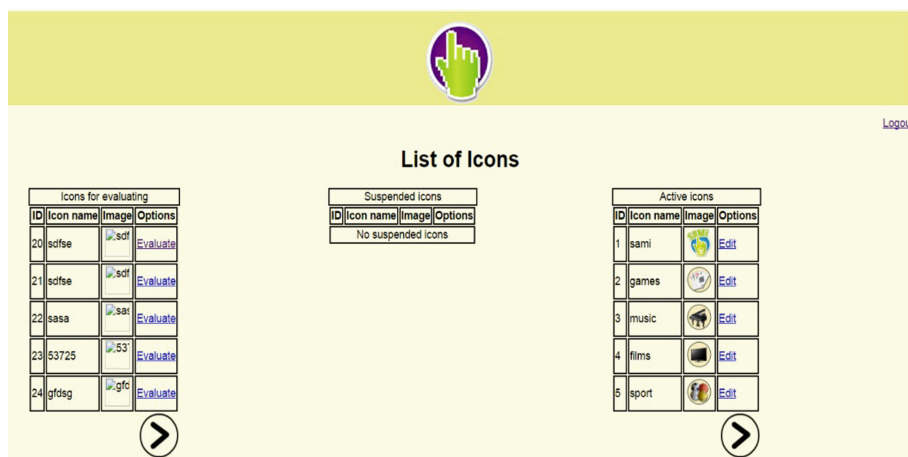 Logou
List of Icons
Icons for evaluating
ID Icon name Image Options
20 sdfse sdf Evaluate
21 sdfse sdf Evaluate
22 sasa sas Evaluate
23 53725 53' Evaluate
24 gfdsg gfd Evaluate
Suspended icons
ID Icon name Image Options
No suspended icons
Active icons
ID Icon name Image Options
1 sami SAMI Edit
2 games Edit
3 music Edit
4 films Edit
5 sport Edit